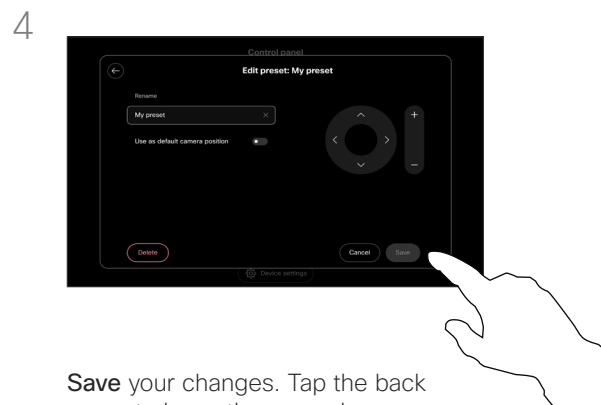 4
Control panel
Edit preset: My preset
Rename
My preset
Use as default camera position
Delete
Cancel Save
Device settings
Save your changes. Tap the back